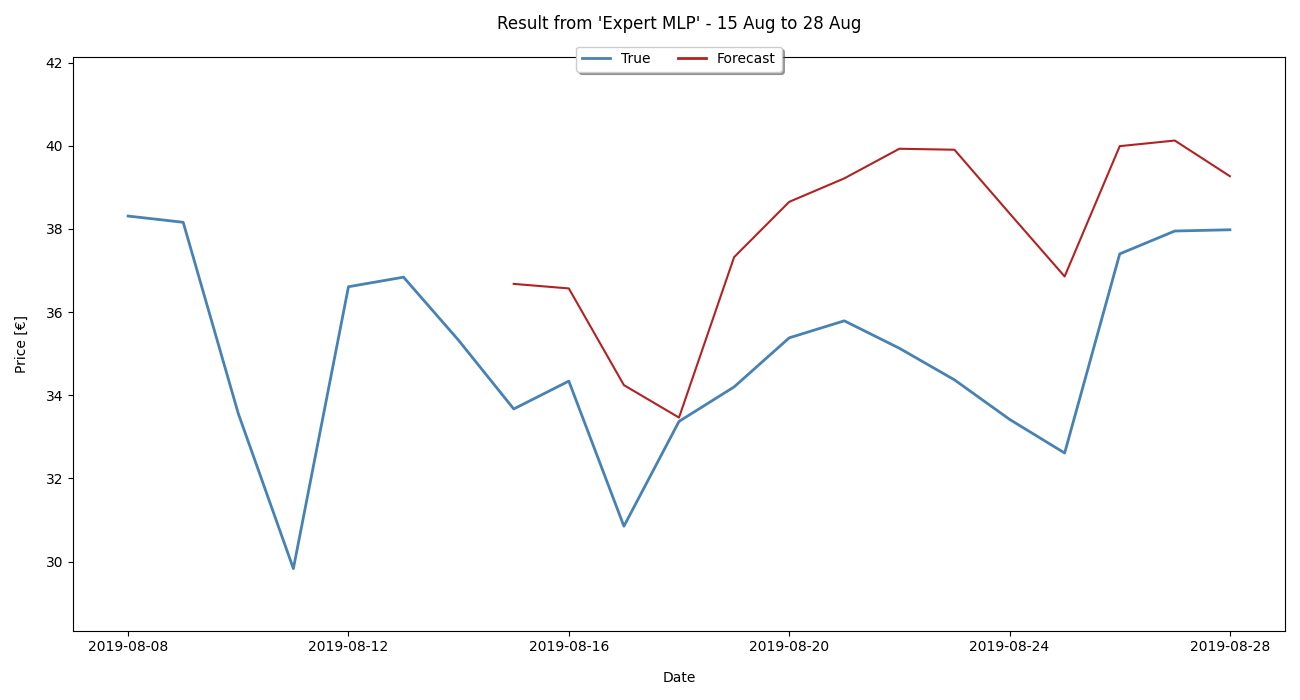 Result from 'Expert MLP' - 15 Aug to 28 Aug
True Forecast
42
40
38
36
34
32
30
Price [€]
2019-08-08 2019-08-12 2019-08-16 2019-08-20 2019-08-24 2019-08-28
Date